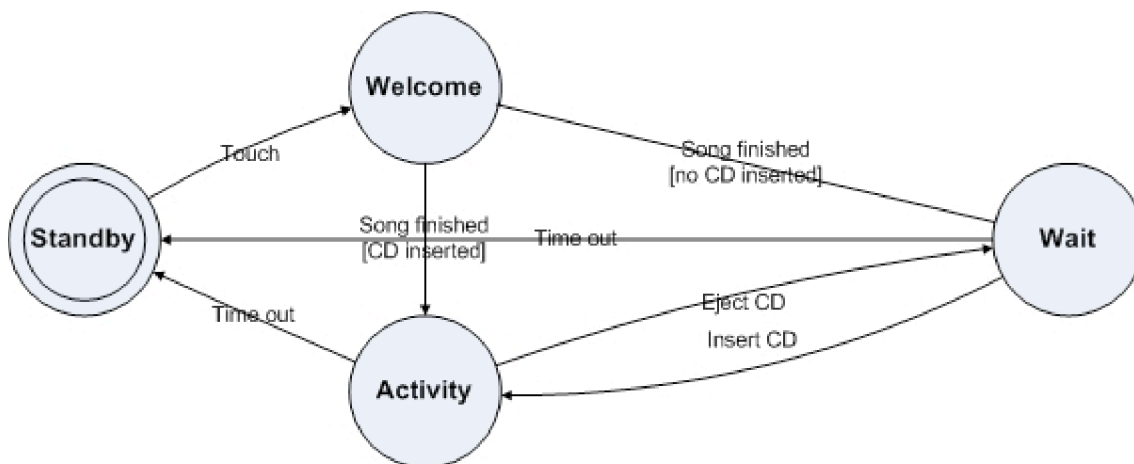 Welcome
Touch
Song finished
[no CD inserted]
Standby
Song finished
[CD inserted]
Time out
Wait
Time out
Eject CD
Insert CD
Activity